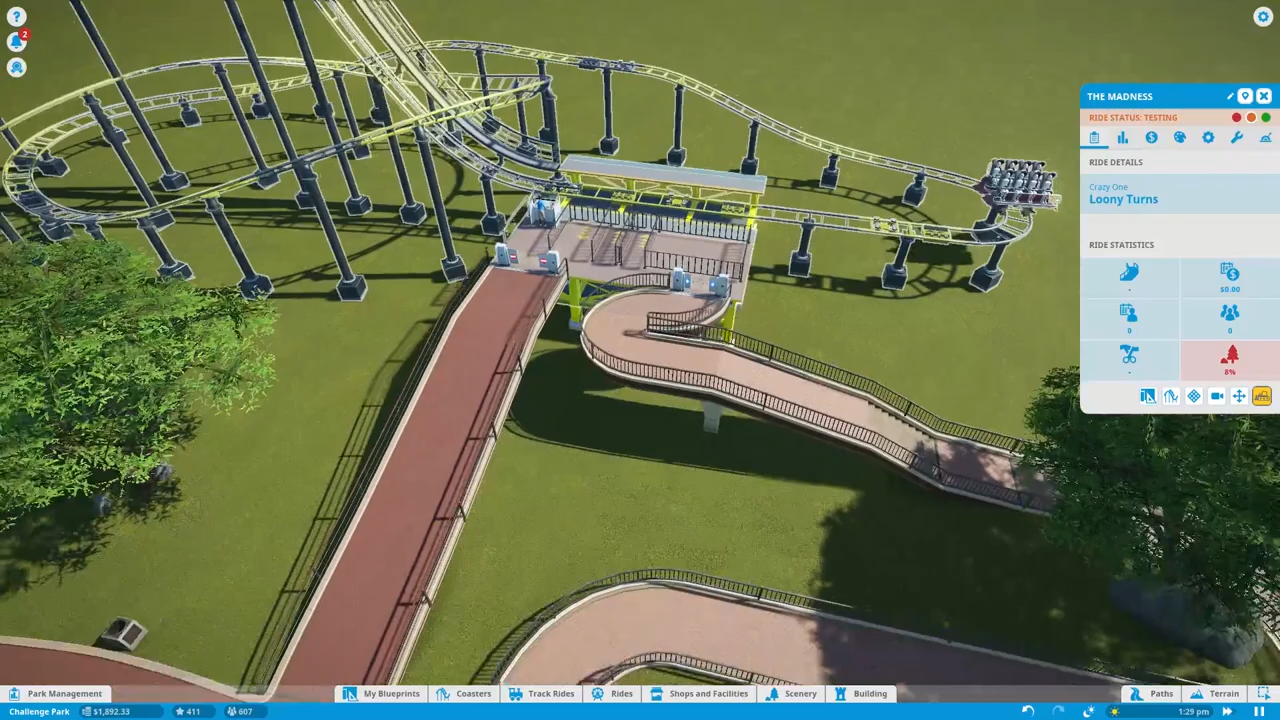 ?
2
THE MADNESS
RIDE STATUS: TESTING
RIDE DETAILS
Crazy One
Loony Turns
RIDE STATISTICS
-
$0.00
0
0
-
8%
Park Management
My Blueprints
Coasters
Track Rides
Rides
Shops and Facilities
Scenery
Building
Paths
Terrain
Challenge Park
$1,892.33
411
607
1:29 pm